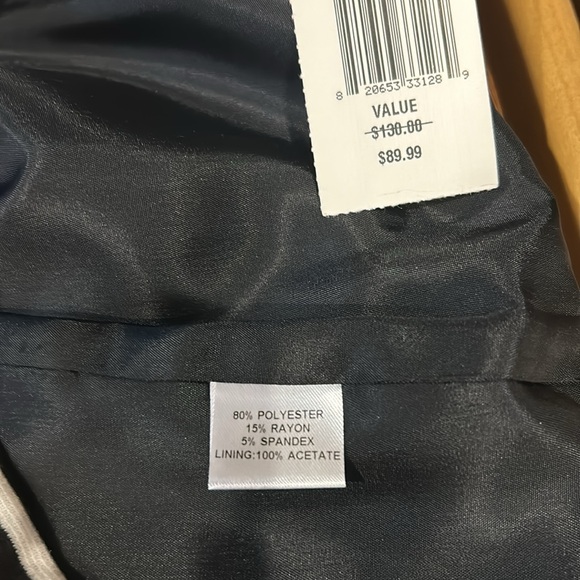 8 20653 33128 9
VALUE
$130.00
$89.99
80% POLYESTER
15% RAYON
5% SPANDEX
LINING:100% ACETATE